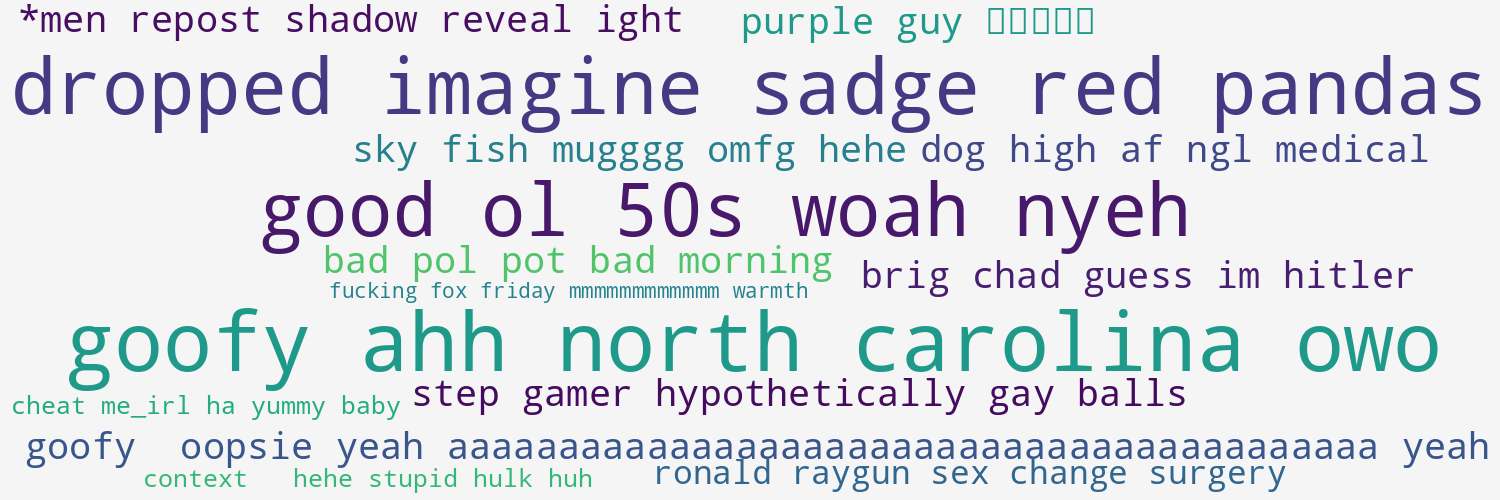 *men repost shadow reveal ight
purple guy □□□□□
dropped imagine sadge red pandas
sky fish mugggg omfg hehe
dog high af ngl medical
good ol 50s woah nyeh
bad pol pot bad morning
brig chad guess im hitler
fucking fox friday mmmmmmmmmmmm warmth
goofy ahh north carolina owo
step gamer hypothetically gay balls
cheat me_irl ha yummy baby
goofy  oopsie yeah aaaaaaaaaaaaaaaaaaaaaaaaaaaaaaaaaaaaaaaaaa yeah
context   hehe stupid hulk huh
ronald raygun sex change surgery